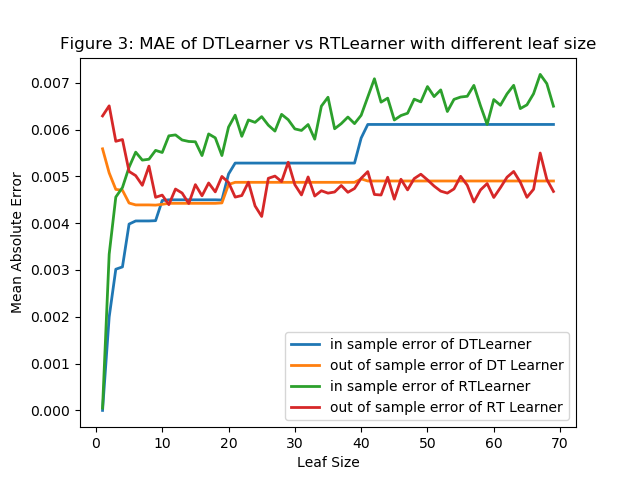 Figure 3: MAE of DTLearner vs RTLearner with different leaf size
0.007
0.006
0.005
0.004
0.003
0.002
0.001
0.000
Mean Absolute Error
in sample error of DTLearner
out of sample error of DT Learner
in sample error of RTLearner
out of sample error of RT Learner
0 10 20 30 40 50 60 70
Leaf Size